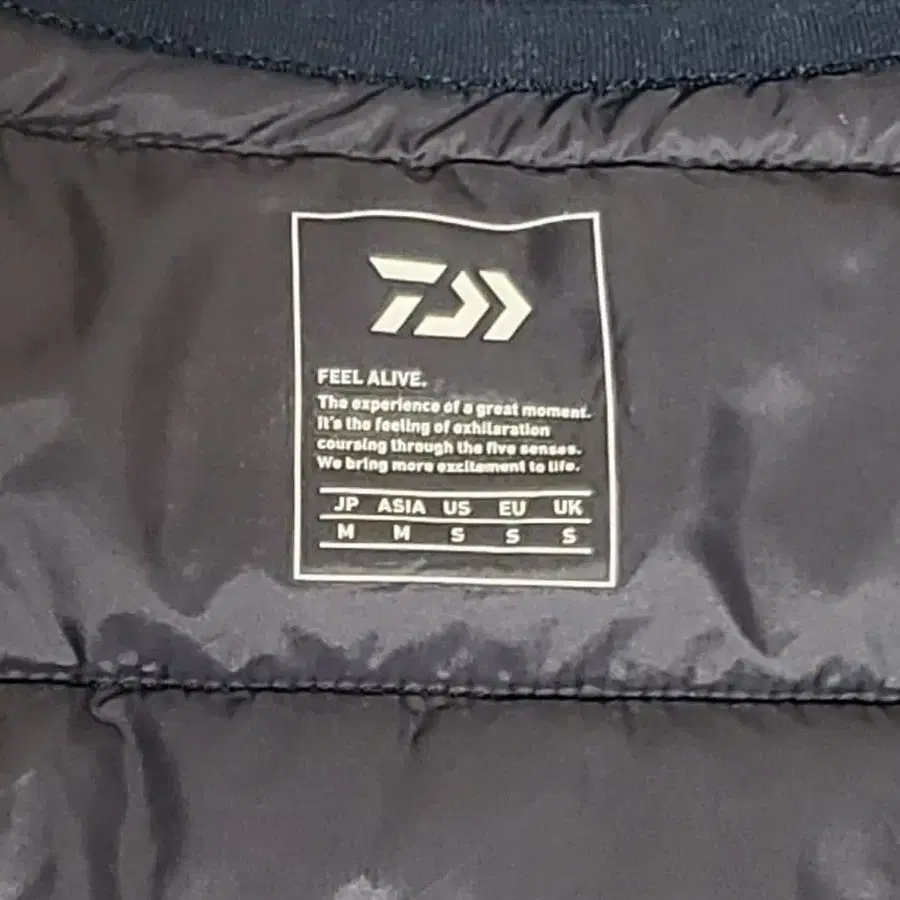 FEEL ALIVE.
The experience of a great moment.
It's the feeling of exhilaration
coursing through the five senses.
We bring more excitement to life.
JP ASIA US EU UK
M M S S S